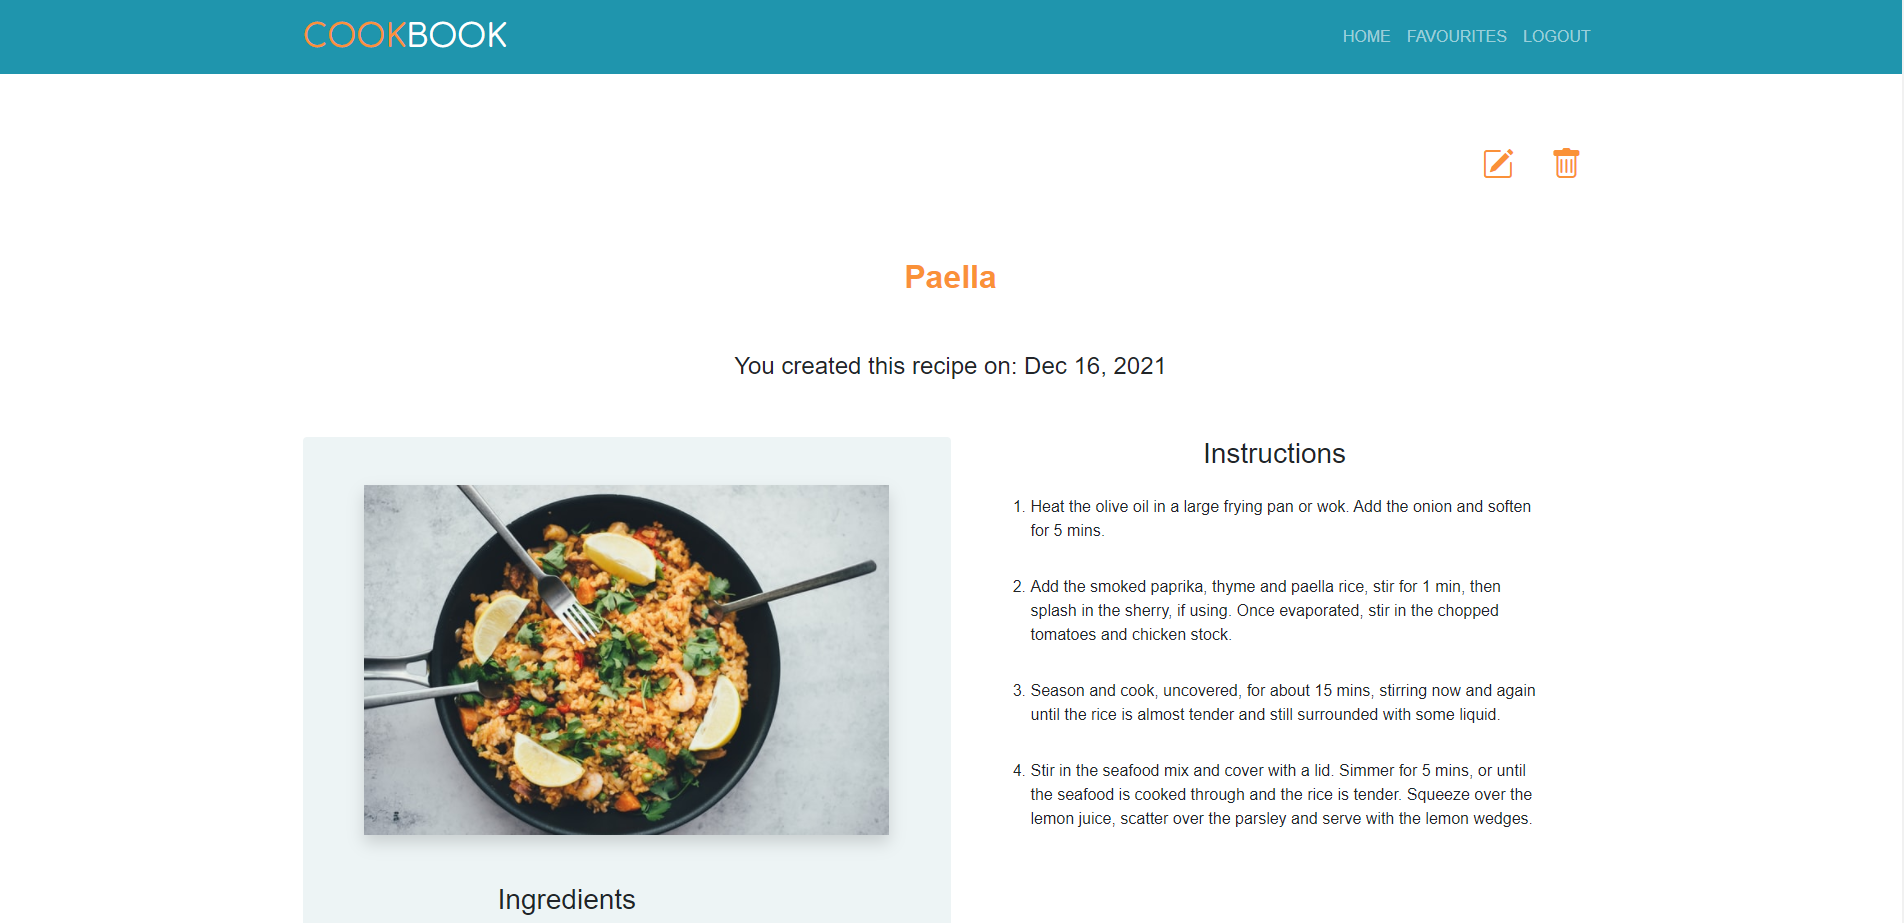 COOKBOOK
HOME FAVOURITES LOGOUT
Paella
You created this recipe on: Dec 16, 2021
Instructions
1. Heat the olive oil in a large frying pan or wok. Add the onion and soften
for 5 mins.
2. Add the smoked paprika, thyme and paella rice, stir for 1 min, then
splash in the sherry, if using. Once evaporated, stir in the chopped
tomatoes and chicken stock.
3. Season and cook, uncovered, for about 15 mins, stirring now and again
until the rice is almost tender and still surrounded with some liquid.
4. Stir in the seafood mix and cover with a lid. Simmer for 5 mins, or until
the seafood is cooked through and the rice is tender. Squeeze over the
lemon juice, scatter over the parsley and serve with the lemon wedges.
Ingredients